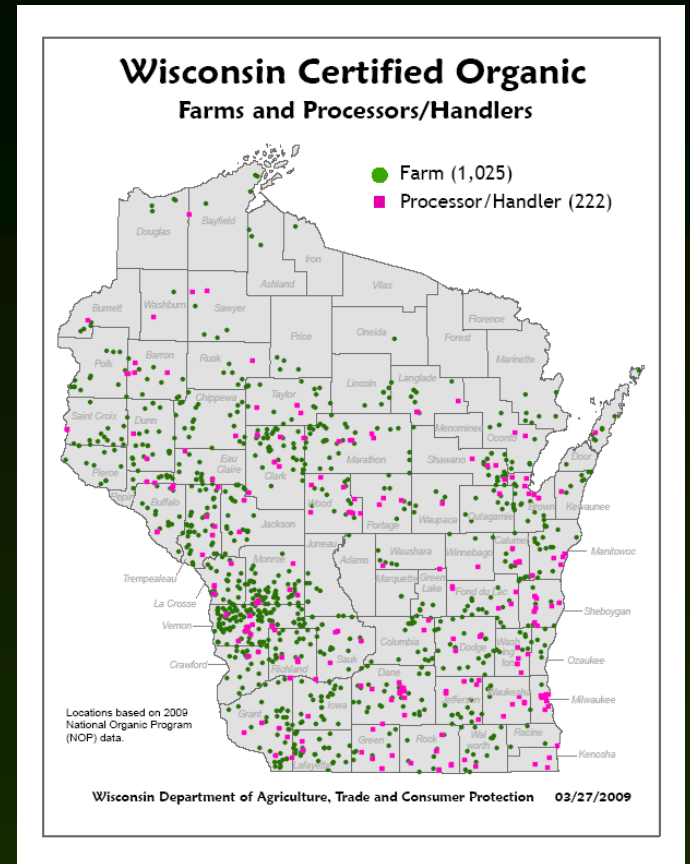 Wisconsin Certified Organic
Farms and Processors/Handlers
Farm (1,025)
Processor/Handler (222)
Douglas
Bayfield
Iron
Ashland
Vilas
Burnett
Washburn
Sawyer
Florence
Price
Oneida
Forest
Marinette
Polk
Barron
Rusk
Lincoln
Langlade
Taylor
Chippewa
Saint Croix
Dunn
Menominee
Oconto
Pierce
Eau
Claire
Clark
Marathon
Shawano
Door
Pepin
Buffalo
Wood
Portage
Waupaca
Outagamie
Brown
Kewaunee
Jackson
Juneau
Adams
Waushara
Winnebago
Calumet
Manitowoc
Monroe
Trempealeau
Marquette
Green
Lake
Fond du Lac
La Crosse
Sheboygan
Vernon
Columbia
Dodge
Wash
ing
ton
Crawford
Richland
Sauk
Ozaukee
Dane
Grant
Iowa
Jefferson
Waukesha
Milwaukee
Locations based on 2009
National Organic Program
(NOP) data.
Green
Rock
Wal
worth
Racine
Kenosha
Lafayette
Wisconsin Department of Agriculture, Trade and Consumer Protection 03/27/2009